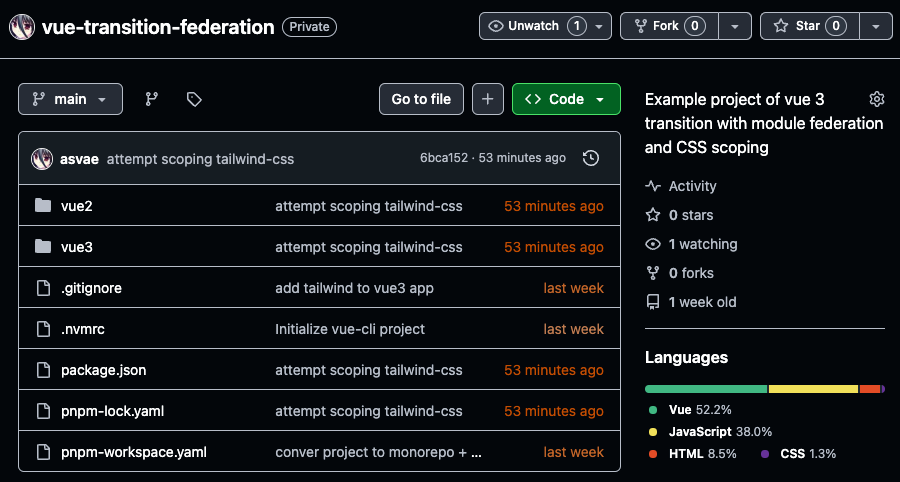 vue-transition-federation Private Unwatch 1 Fork 0 Star 0
main Go to file Code
asvae attempt scoping tailwind-css 6bca152 · 53 minutes ago
vue2 attempt scoping tailwind-css 53 minutes ago
vue3 attempt scoping tailwind-css 53 minutes ago
.gitignore add tailwind to vue3 app last week
.nvmrc Initialize vue-cli project last week
package.json attempt scoping tailwind-css 53 minutes ago
pnpm-lock.yaml attempt scoping tailwind-css 53 minutes ago
pnpm-workspace.yaml conver project to monorepo + ... last week
Example project of vue 3
transition with module federation
and CSS scoping
Activity
0 stars
1 watching
0 forks
1 week old
Languages
Vue 52.2%
JavaScript 38.0%
HTML 8.5% CSS 1.3%